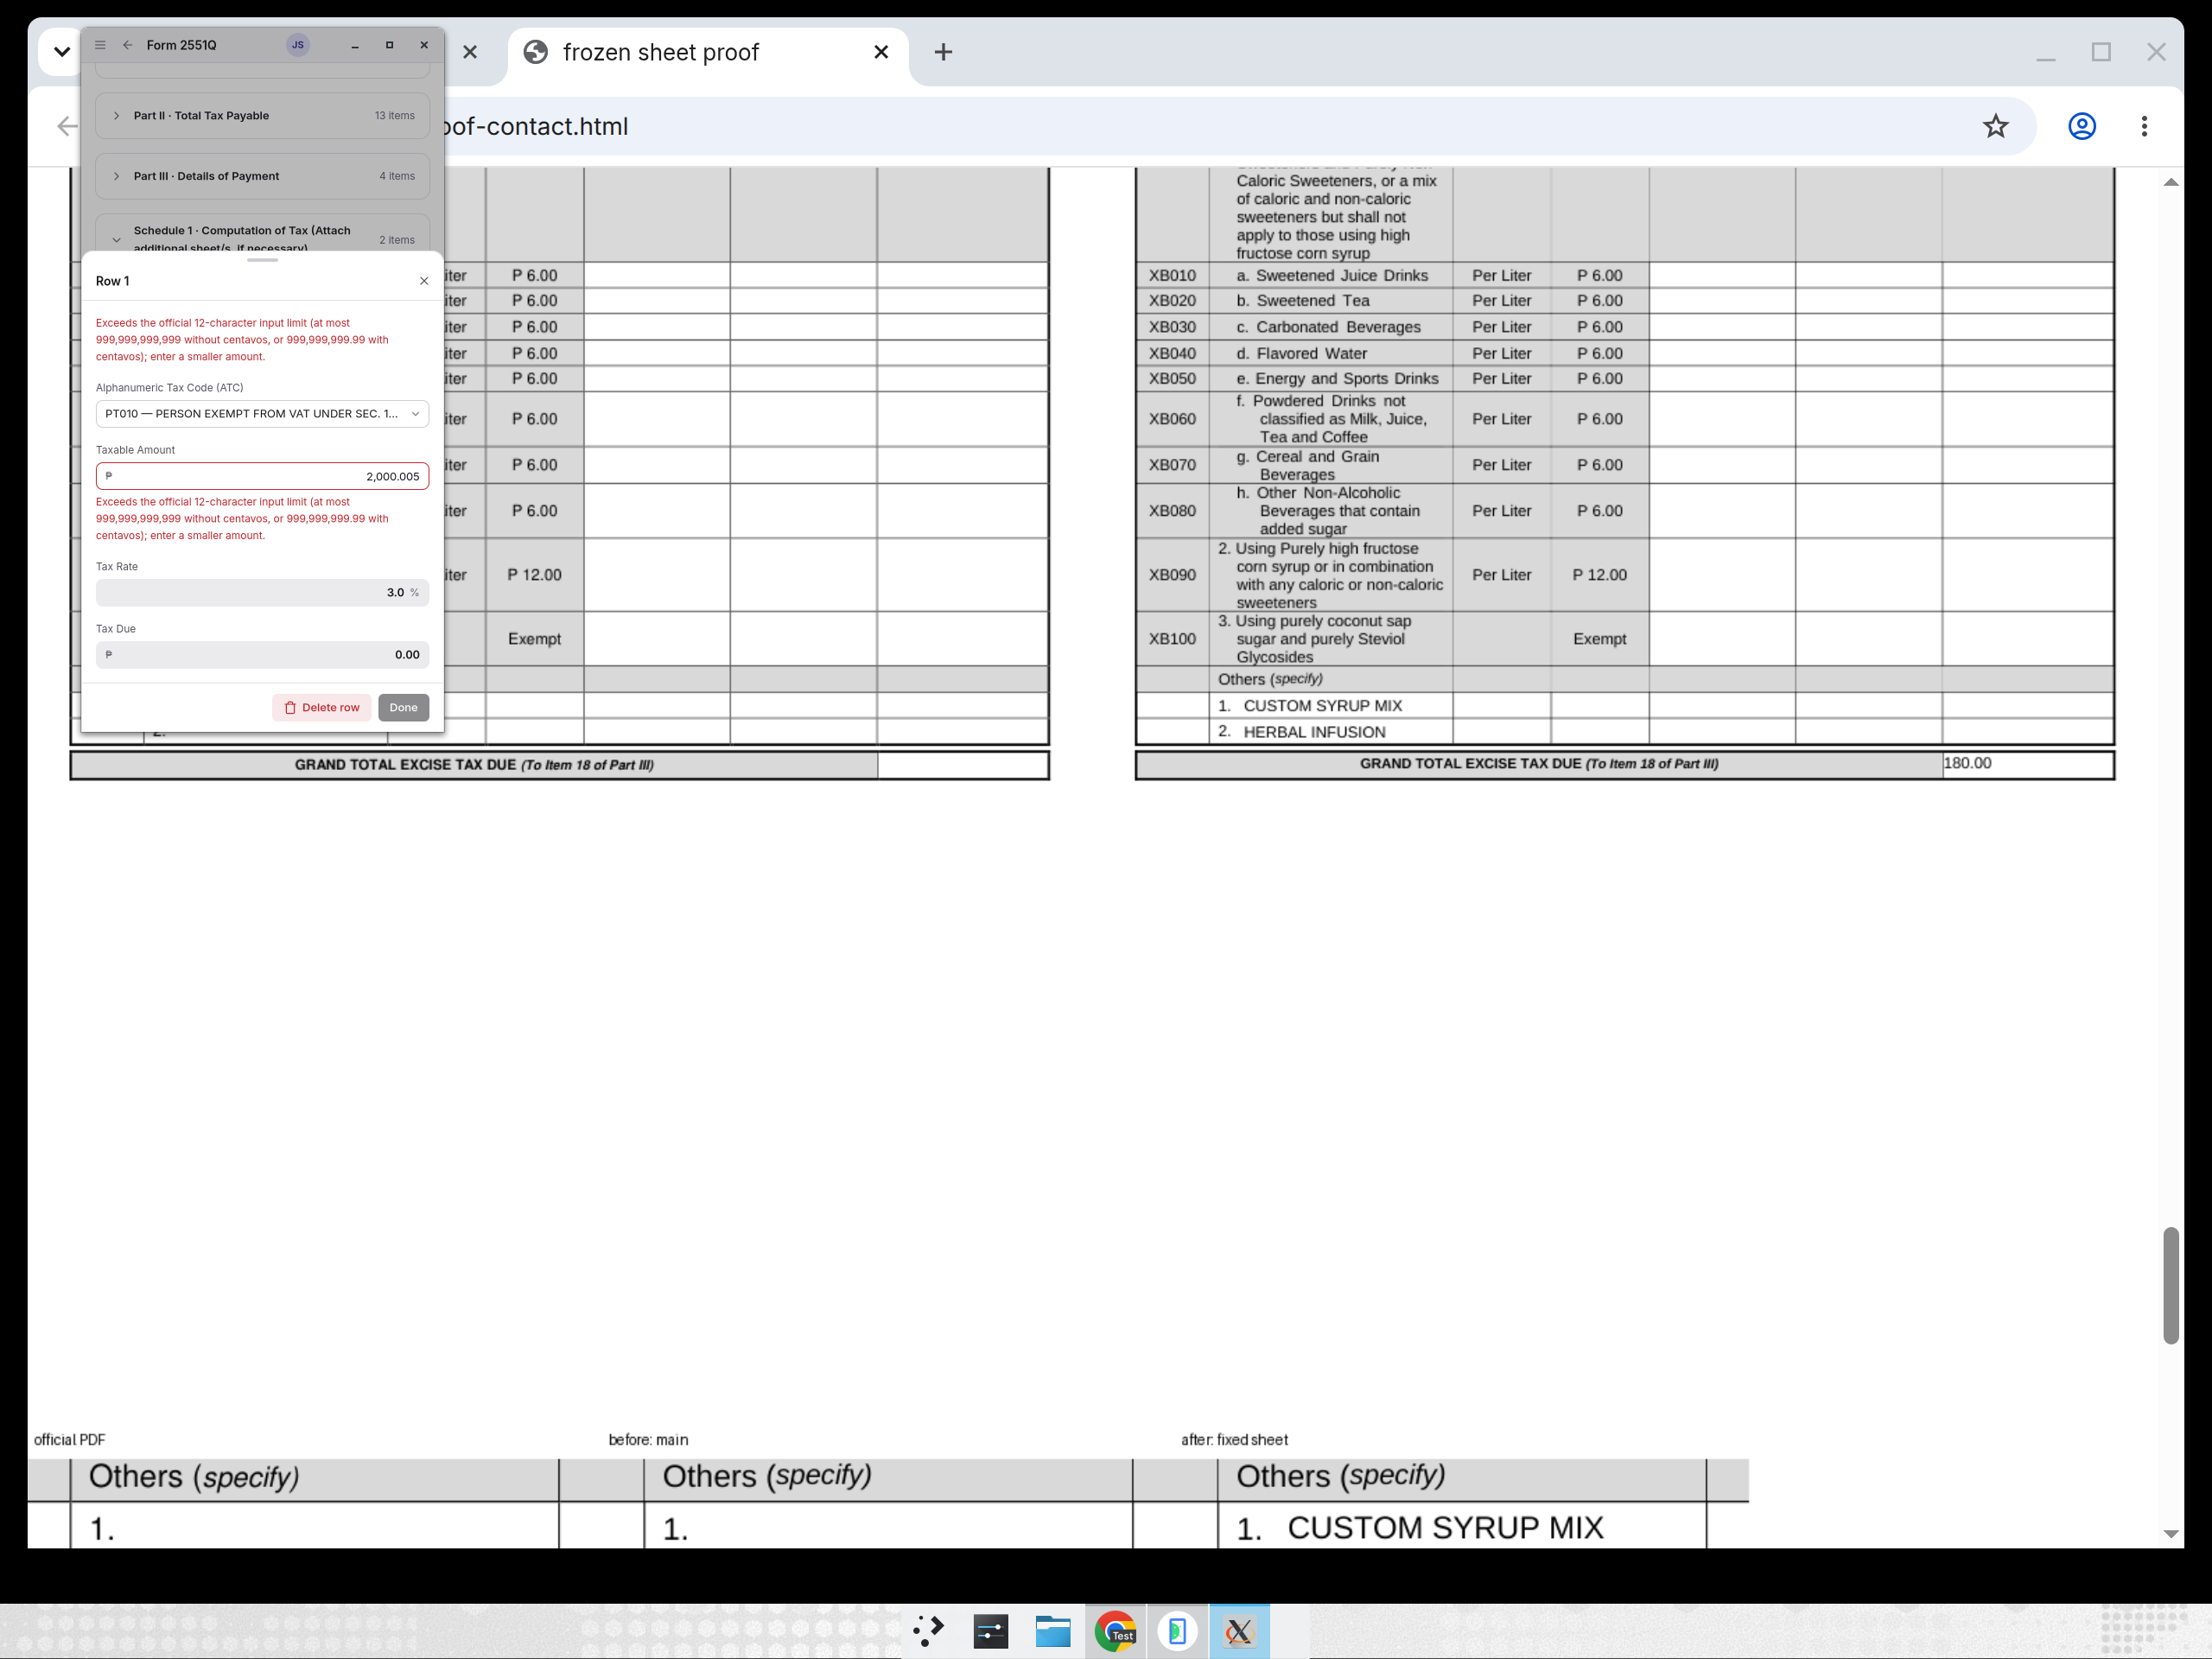 Form 2551Q
JS
frozen sheet proof
oof-contact.html
Part II · Total Tax Payable
13 items
Part III · Details of Payment
4 items
Schedule 1 · Computation of Tax (Attach
additional sheet/s, if necessary)
2 items
Row 1
Exceeds the official 12-character input limit (at most
999,999,999,999 without centavos, or 999,999,999.99 with
centavos); enter a smaller amount.
Alphanumeric Tax Code (ATC)
PT010 — PERSON EXEMPT FROM VAT UNDER SEC. 1...
Taxable Amount
₱ 2,000.005
Exceeds the official 12-character input limit (at most
999,999,999,999 without centavos, or 999,999,999.99 with
centavos); enter a smaller amount.
Tax Rate
3.0 %
Tax Due
₱ 0.00
Delete row
Done
iter P 6.00
iter P 6.00
iter P 6.00
iter P 6.00
iter P 6.00
iter P 6.00
iter P 6.00
iter P 6.00
iter P 12.00
Exempt
2.
GRAND TOTAL EXCISE TAX DUE (To Item 18 of Part III)
Caloric Sweeteners, or a mix
of caloric and non-caloric
sweeteners but shall not
apply to those using high
fructose corn syrup
XB010 a. Sweetened Juice Drinks Per Liter P 6.00
XB020 b. Sweetened Tea Per Liter P 6.00
XB030 c. Carbonated Beverages Per Liter P 6.00
XB040 d. Flavored Water Per Liter P 6.00
XB050 e. Energy and Sports Drinks Per Liter P 6.00
f. Powdered Drinks not
XB060 classified as Milk, Juice, Per Liter P 6.00
Tea and Coffee
g. Cereal and Grain
XB070 Beverages Per Liter P 6.00
h. Other Non-Alcoholic
XB080 Beverages that contain Per Liter P 6.00
added sugar
2. Using Purely high fructose
corn syrup or in combination
XB090 with any caloric or non-caloric Per Liter P 12.00
sweeteners
3. Using purely coconut sap
XB100 sugar and purely Steviol Exempt
Glycosides
Others (specify)
1. CUSTOM SYRUP MIX
2. HERBAL INFUSION
GRAND TOTAL EXCISE TAX DUE (To Item 18 of Part III) 180.00
official PDF
before: main
after: fixed sheet
Others (specify)
Others (specify)
Others (specify)
1.
1.
1. CUSTOM SYRUP MIX
Test